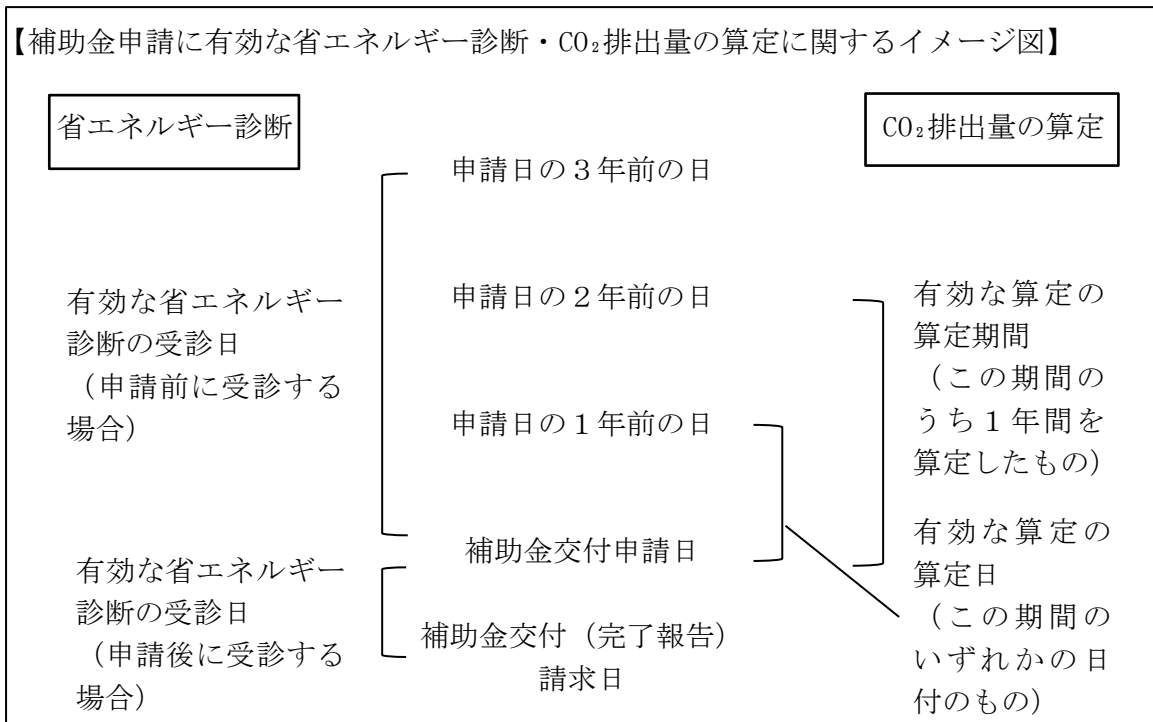 【補助金申請に有効な省エネルギー診断・CO₂排出量の算定に関するイメージ図】
省エネルギー診断
CO₂排出量の算定
申請日の３年前の日
有効な省エネルギー
診断の受診日
（申請前に受診する
場合）
申請日の２年前の日
申請日の１年前の日
有効な算定の
算定期間
（この期間の
うち１年間を
算定したもの）
補助金交付申請日
有効な省エネルギー
診断の受診日
（申請後に受診する
場合）
補助金交付（完了報告）
請求日
有効な算定の
算定日
（この期間の
いずれかの日
付のもの）